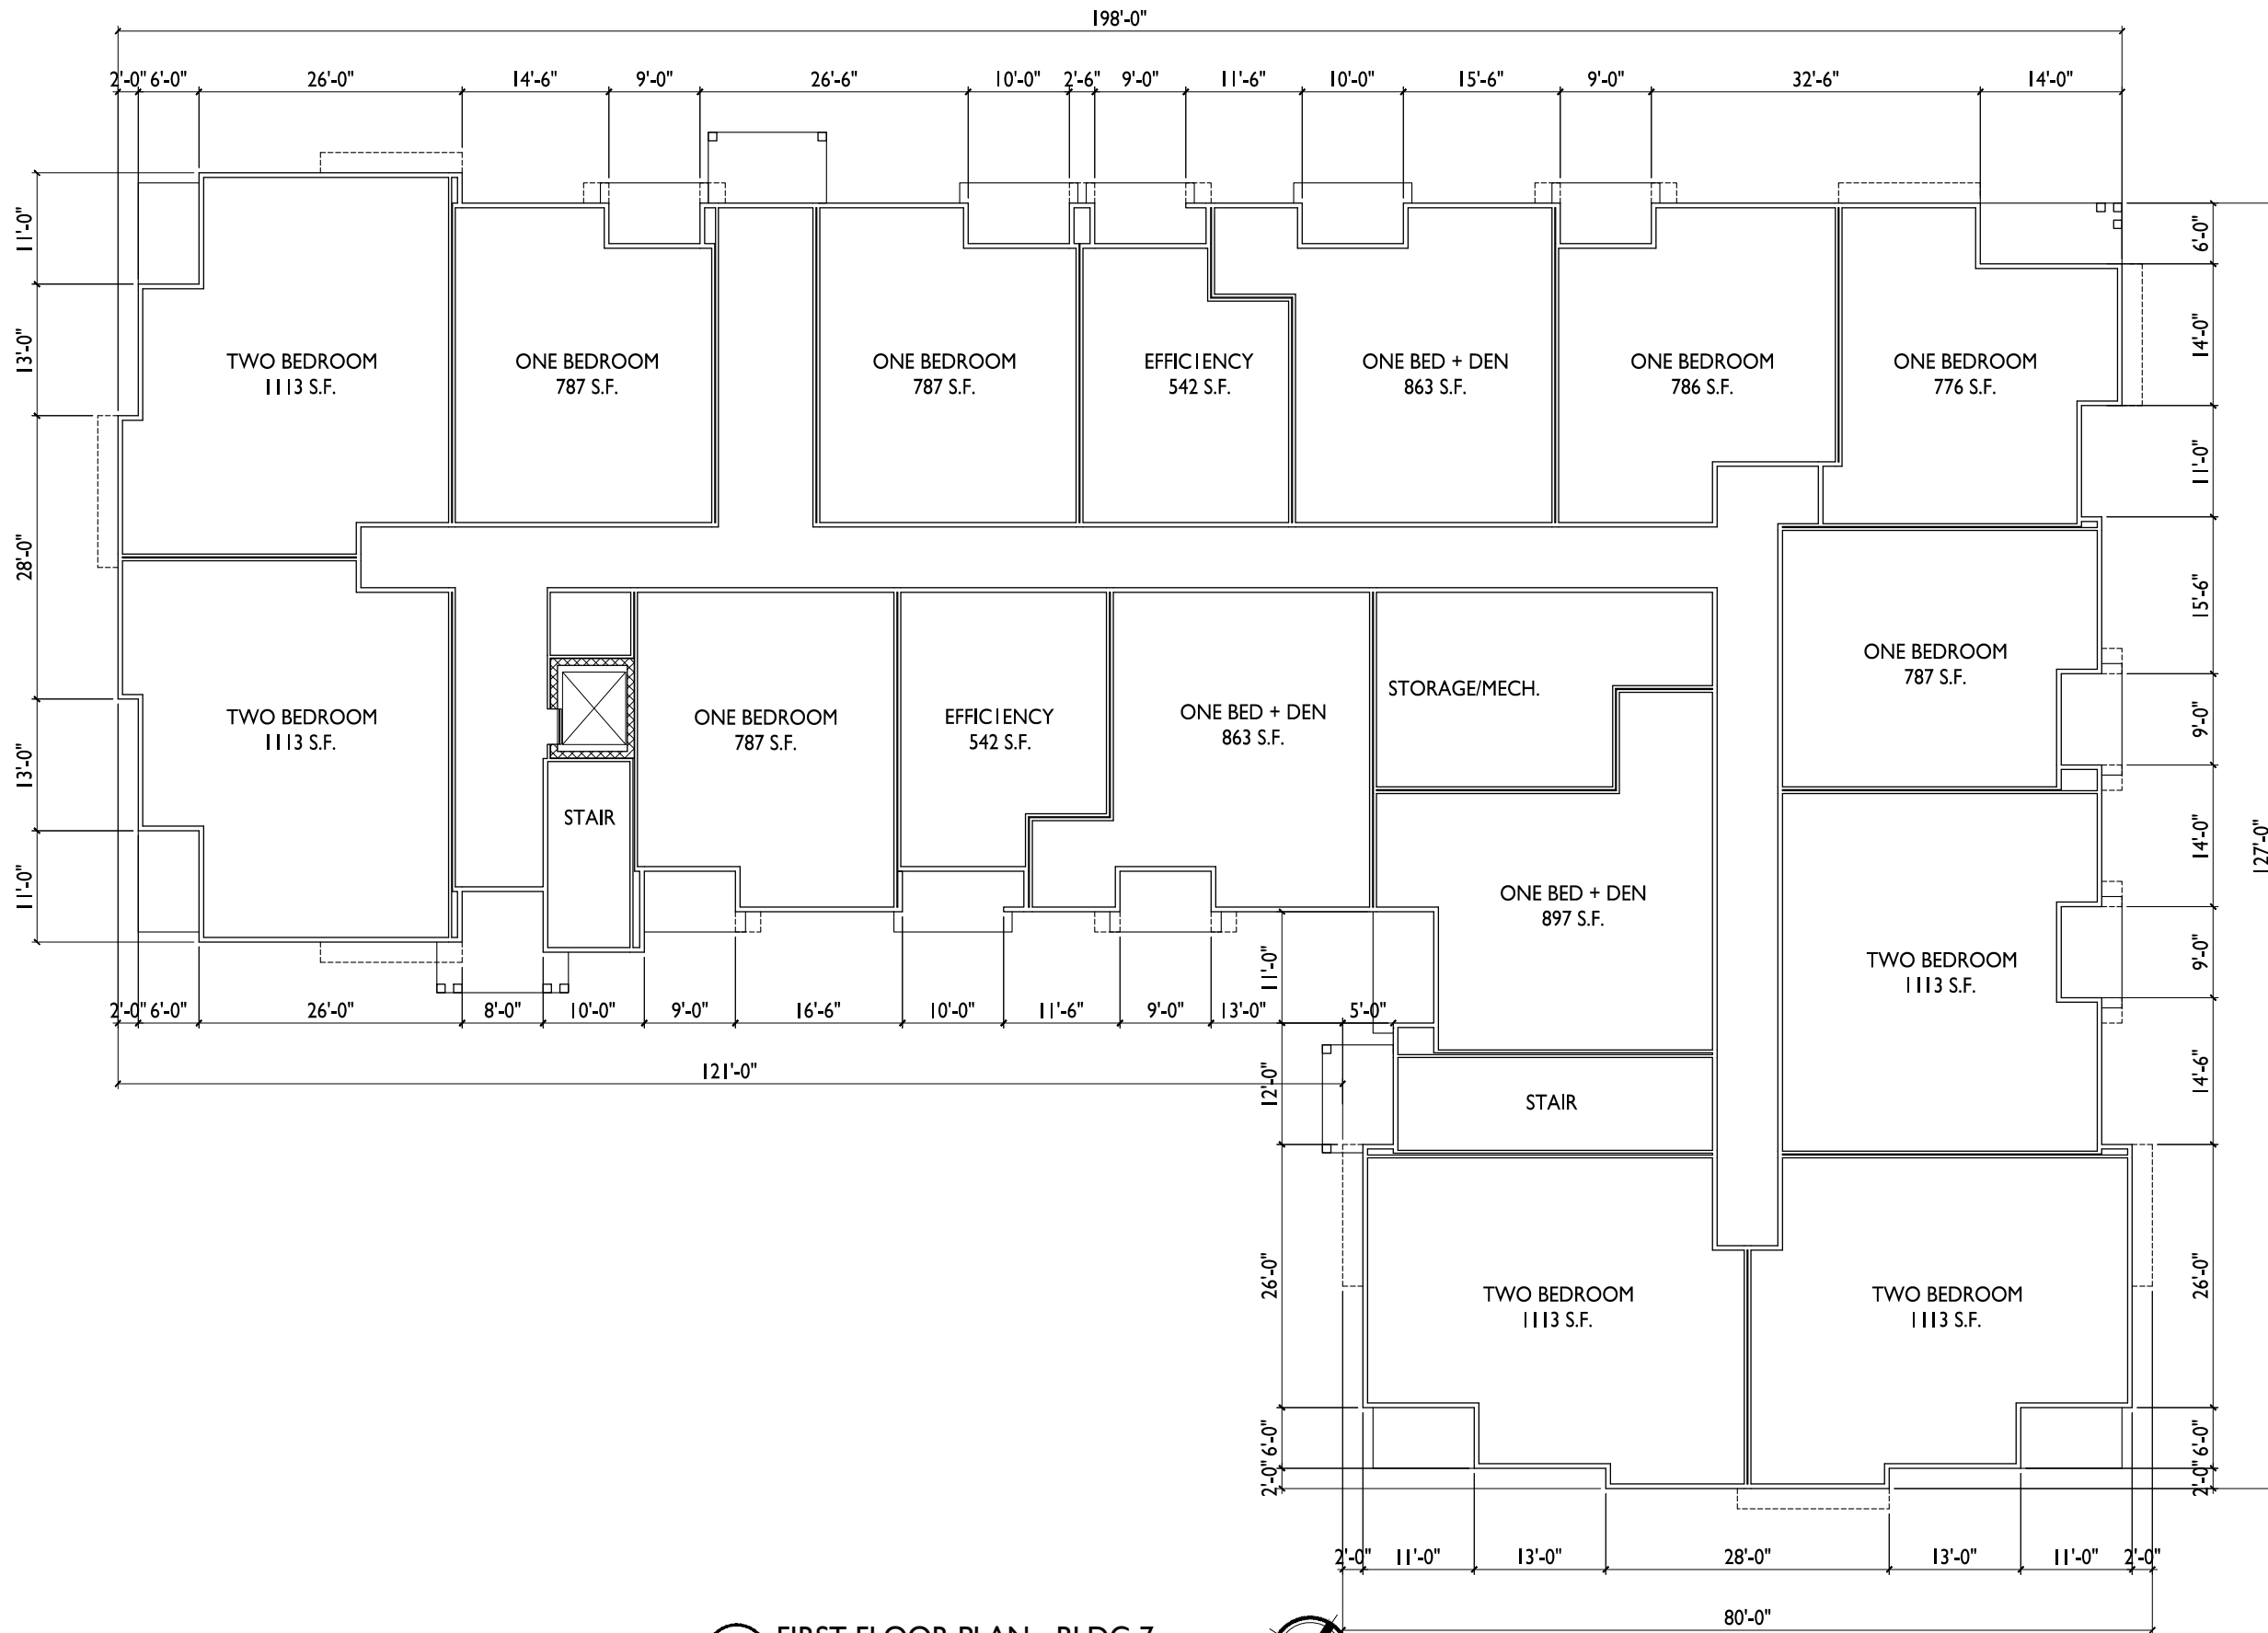 198'-0"
2'-0" 6'-0" 26'-0" 14'-6" 9'-0" 26'-6" 10'-0" 2'-6" 9'-0" 11'-6" 10'-0" 15'-6" 9'-0" 32'-6" 14'-0"
11'-0"
13'-0"
28'-0"
13'-0"
11'-0"
TWO BEDROOM
1113 S.F.
ONE BEDROOM
787 S.F.
ONE BEDROOM
787 S.F.
EFFICIENCY
542 S.F.
ONE BED + DEN
863 S.F.
ONE BEDROOM
786 S.F.
ONE BEDROOM
776 S.F.
6'-0"
14'-0"
11'-0"
15'-6"
9'-0"
14'-0"
9'-0"
14'-6"
26'-0"
6'-0"
2'-0"
127'-0"
TWO BEDROOM
1113 S.F.
STAIR
ONE BEDROOM
787 S.F.
EFFICIENCY
542 S.F.
ONE BED + DEN
863 S.F.
STORAGE/MECH.
ONE BEDROOM
787 S.F.
ONE BED + DEN
897 S.F.
TWO BEDROOM
1113 S.F.
2'-0" 6'-0" 26'-0" 8'-0" 10'-0" 9'-0" 16'-6" 10'-0" 11'-6" 9'-0" 13'-0" 5'-0"
121'-0"
11'-0"
12'-0"
26'-0"
6'-0"
2'-0"
STAIR
TWO BEDROOM
1113 S.F.
TWO BEDROOM
1113 S.F.
2'-0" 11'-0" 13'-0" 28'-0" 13'-0" 11'-0" 2'-0"
80'-0"
FIRST FLOOR PLAN - BLDG 7